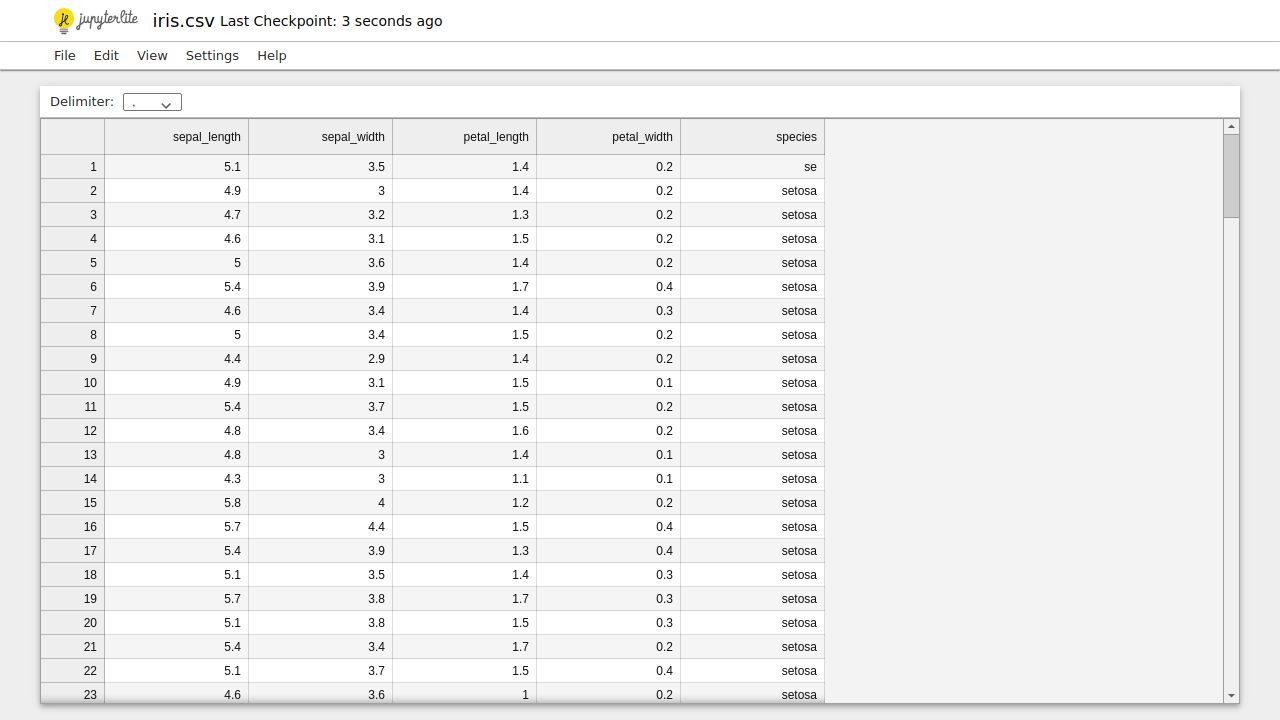 jupyterlite iris.csv Last Checkpoint: 3 seconds ago
File Edit View Settings Help
Delimiter: ,
sepal_length sepal_width petal_length petal_width species
1 5.1 3.5 1.4 0.2 se
2 4.9 3 1.4 0.2 setosa
3 4.7 3.2 1.3 0.2 setosa
4 4.6 3.1 1.5 0.2 setosa
5 5 3.6 1.4 0.2 setosa
6 5.4 3.9 1.7 0.4 setosa
7 4.6 3.4 1.4 0.3 setosa
8 5 3.4 1.5 0.2 setosa
9 4.4 2.9 1.4 0.2 setosa
10 4.9 3.1 1.5 0.1 setosa
11 5.4 3.7 1.5 0.2 setosa
12 4.8 3.4 1.6 0.2 setosa
13 4.8 3 1.4 0.1 setosa
14 4.3 3 1.1 0.1 setosa
15 5.8 4 1.2 0.2 setosa
16 5.7 4.4 1.5 0.4 setosa
17 5.4 3.9 1.3 0.4 setosa
18 5.1 3.5 1.4 0.3 setosa
19 5.7 3.8 1.7 0.3 setosa
20 5.1 3.8 1.5 0.3 setosa
21 5.4 3.4 1.7 0.2 setosa
22 5.1 3.7 1.5 0.4 setosa
23 4.6 3.6 1 0.2 setosa